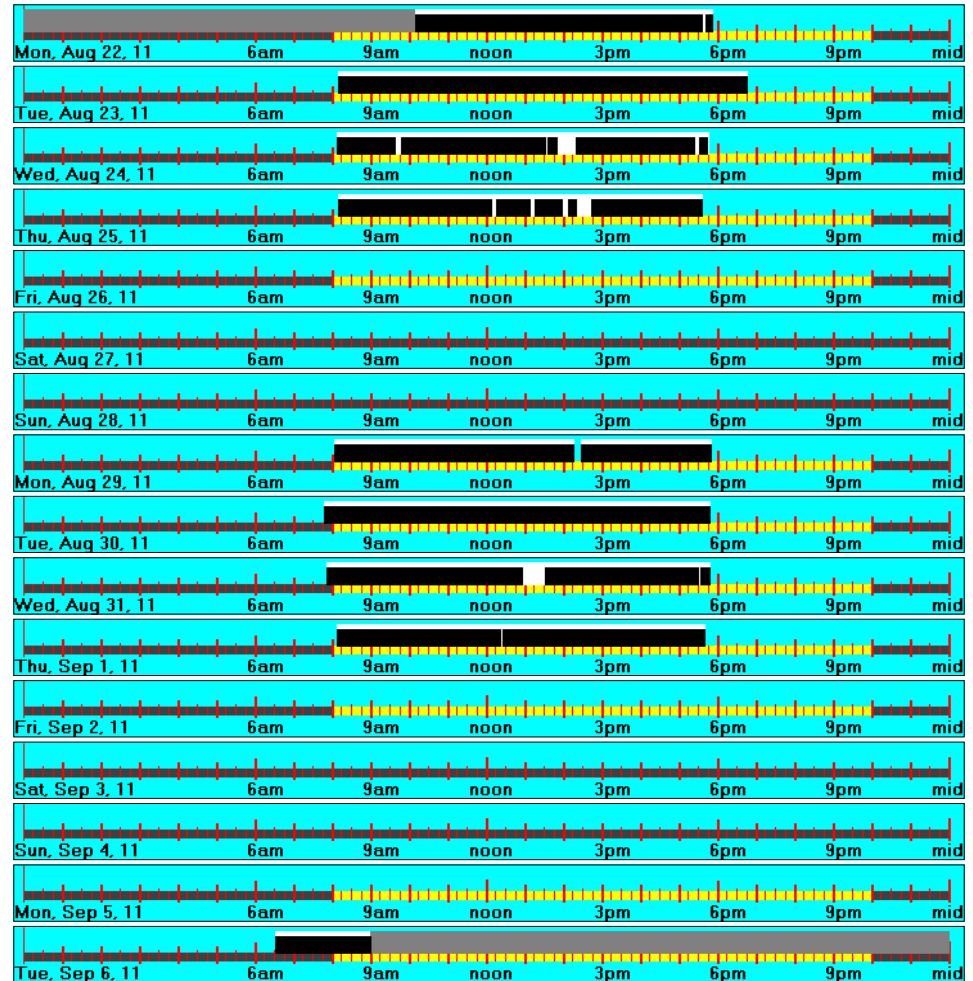 Mon, Aug 22, 11 6am 9am noon 3pm 6pm 9pm mid
Tue, Aug 23, 11 6am 9am noon 3pm 6pm 9pm mid
Wed, Aug 24, 11 6am 9am noon 3pm 6pm 9pm mid
Thu, Aug 25, 11 6am 9am noon 3pm 6pm 9pm mid
Fri, Aug 26, 11 6am 9am noon 3pm 6pm 9pm mid
Sat, Aug 27, 11 6am 9am noon 3pm 6pm 9pm mid
Sun, Aug 28, 11 6am 9am noon 3pm 6pm 9pm mid
Mon, Aug 29, 11 6am 9am noon 3pm 6pm 9pm mid
Tue, Aug 30, 11 6am 9am noon 3pm 6pm 9pm mid
Wed, Aug 31, 11 6am 9am noon 3pm 6pm 9pm mid
Thu, Sep 1, 11 6am 9am noon 3pm 6pm 9pm mid
Fri, Sep 2, 11 6am 9am noon 3pm 6pm 9pm mid
Sat, Sep 3, 11 6am 9am noon 3pm 6pm 9pm mid
Sun, Sep 4, 11 6am 9am noon 3pm 6pm 9pm mid
Mon, Sep 5, 11 6am 9am noon 3pm 6pm 9pm mid
Tue, Sep 6, 11 6am 9am noon 3pm 6pm 9pm mid